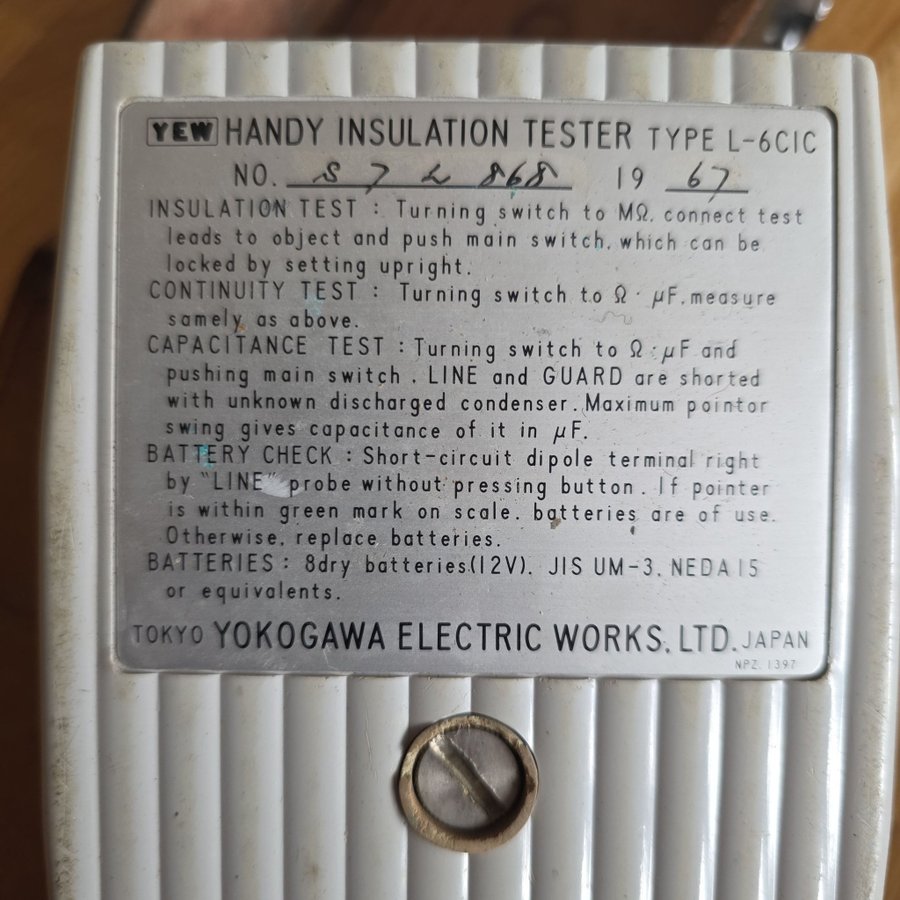 YEW HANDY INSULATION TESTER TYPE L-6CIC
NO. 868 19 67
INSULATION TEST : Turning switch to MΩ, connect test
leads to object and push main switch, which can be
locked by setting upright.
CONTINUITY TEST : Turning switch to Ω · μF, measure
samely as above.
CAPACITANCE TEST : Turning switch to Ω · μF and
pushing main switch . LINE and GUARD are shorted
with unknown discharged condenser. Maximum pointor
swing gives capacitance of it in μF.
BATTERY CHECK : Short-circuit dipole terminal right
by "LINE" probe without pressing button. If pointer
is within green mark on scale, batteries are of use.
Otherwise, replace batteries.
BATTERIES : 8dry batteries(12V). JIS UM-3, NEDA 15
or equivalents.
TOKYO YOKOGAWA ELECTRIC WORKS, LTD. JAPAN
NPZ. 1397